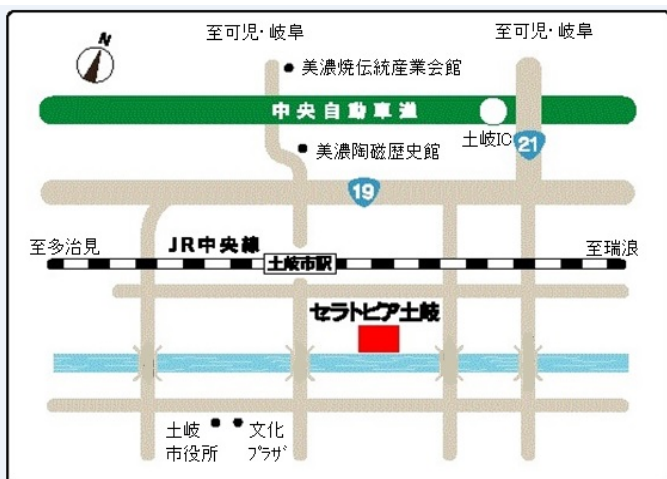 至可児・岐阜
至可児・岐阜
N
美濃焼伝統産業会館
中央自動車道
土岐IC
21
美濃陶磁歴史館
19
至多治見
JR中央線
土岐市駅
至瑞浪
セラトピア土岐
土岐
市役所
文化
プラザ